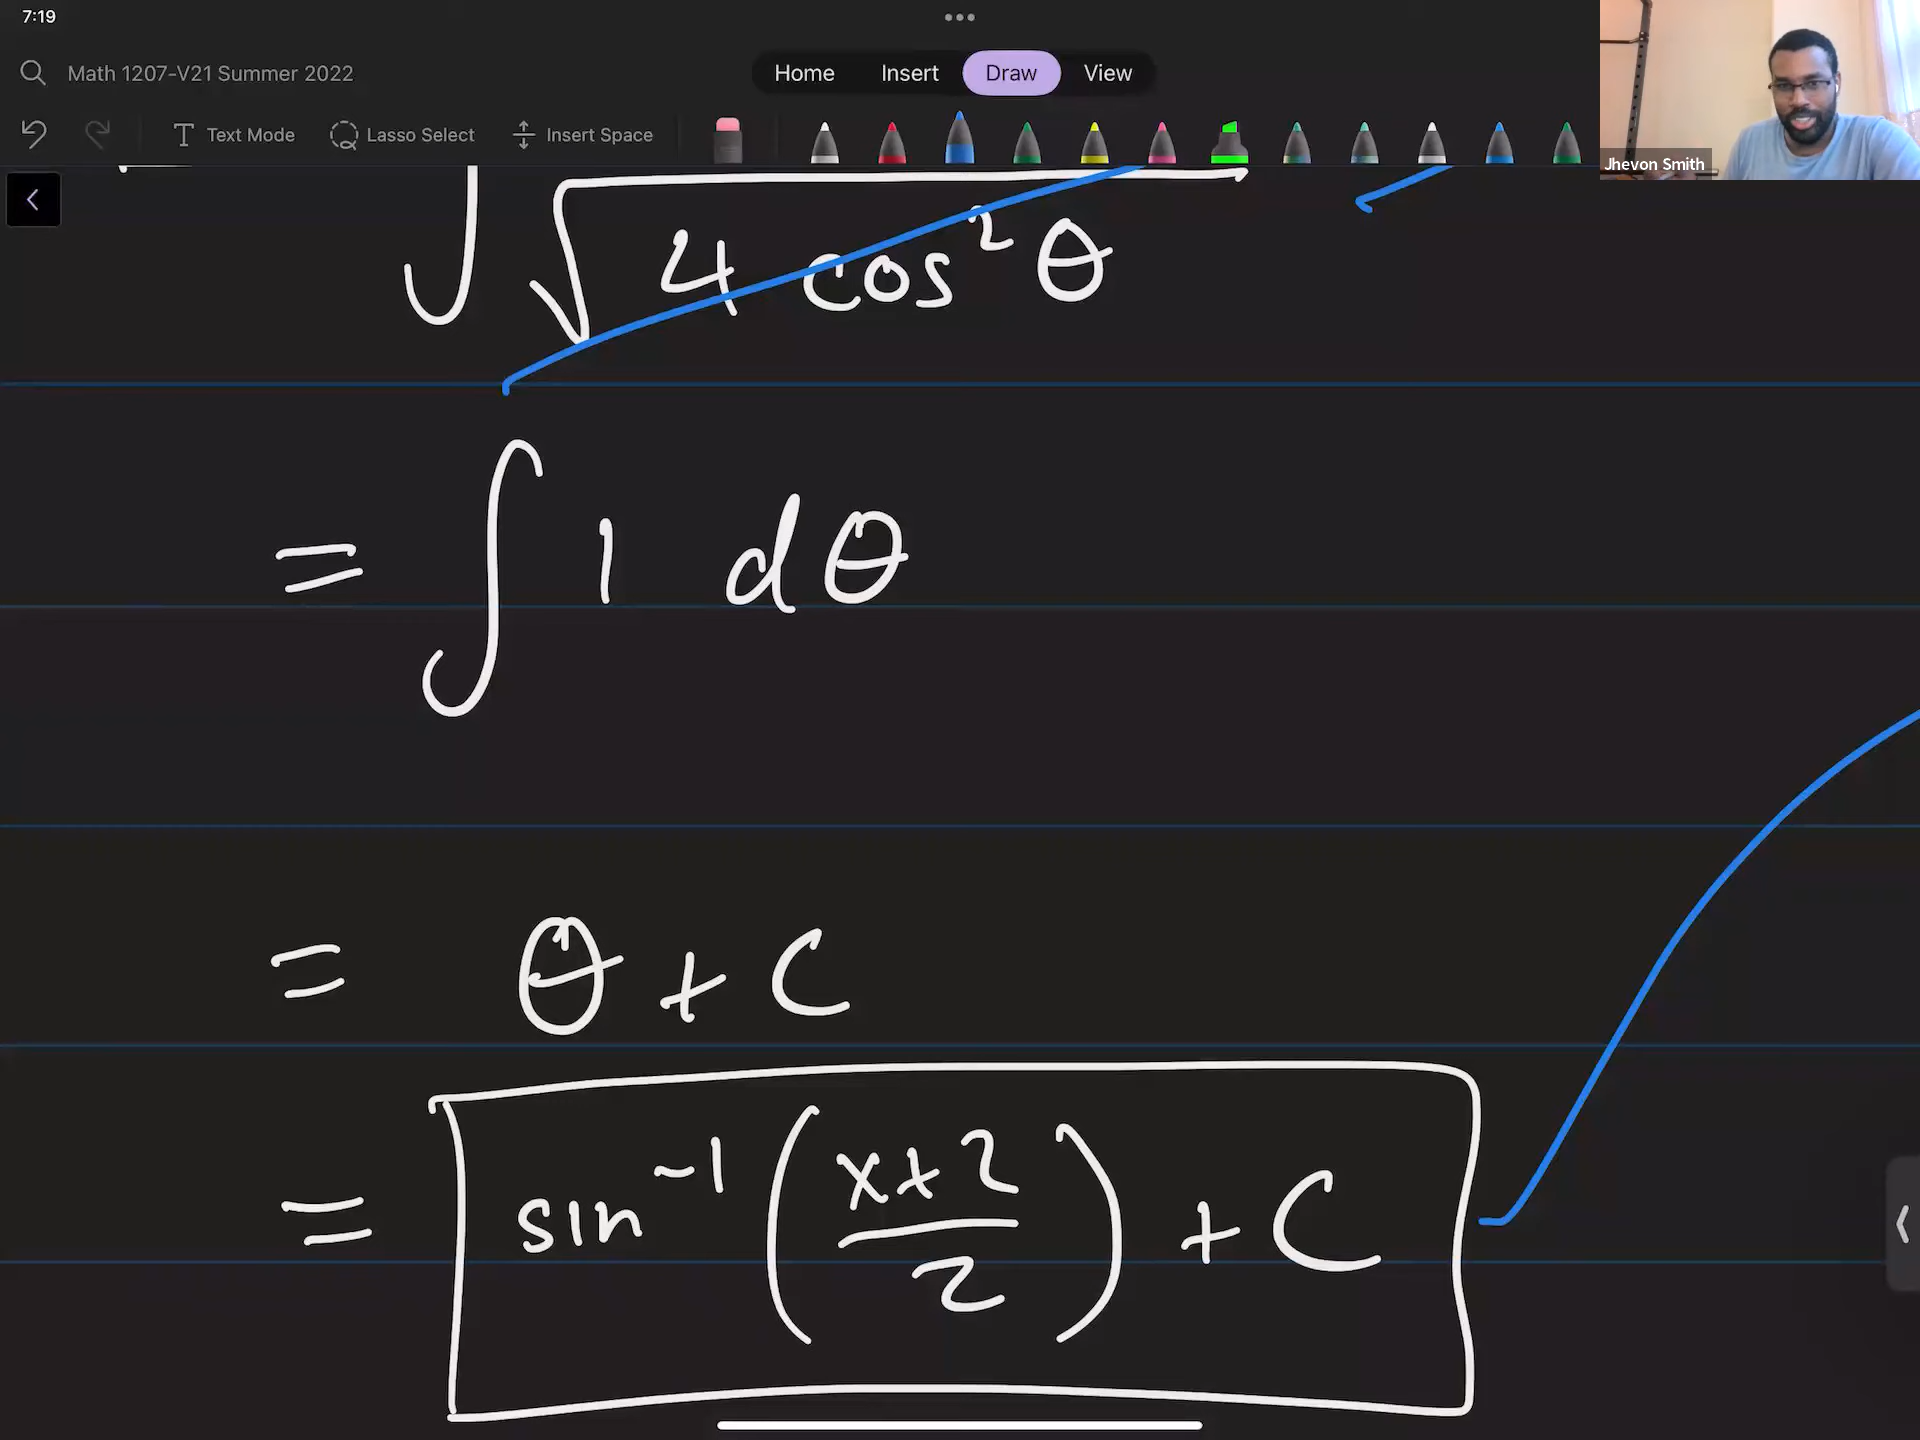 7:19
Math 1207-V21 Summer 2022
Home Insert Draw View
Text Mode Lasso Select Insert Space
Jhevon Smith
∫ √(4 cos²θ)
= ∫ 1 dθ
= θ + C
= sin⁻¹((x+2)/2) + C